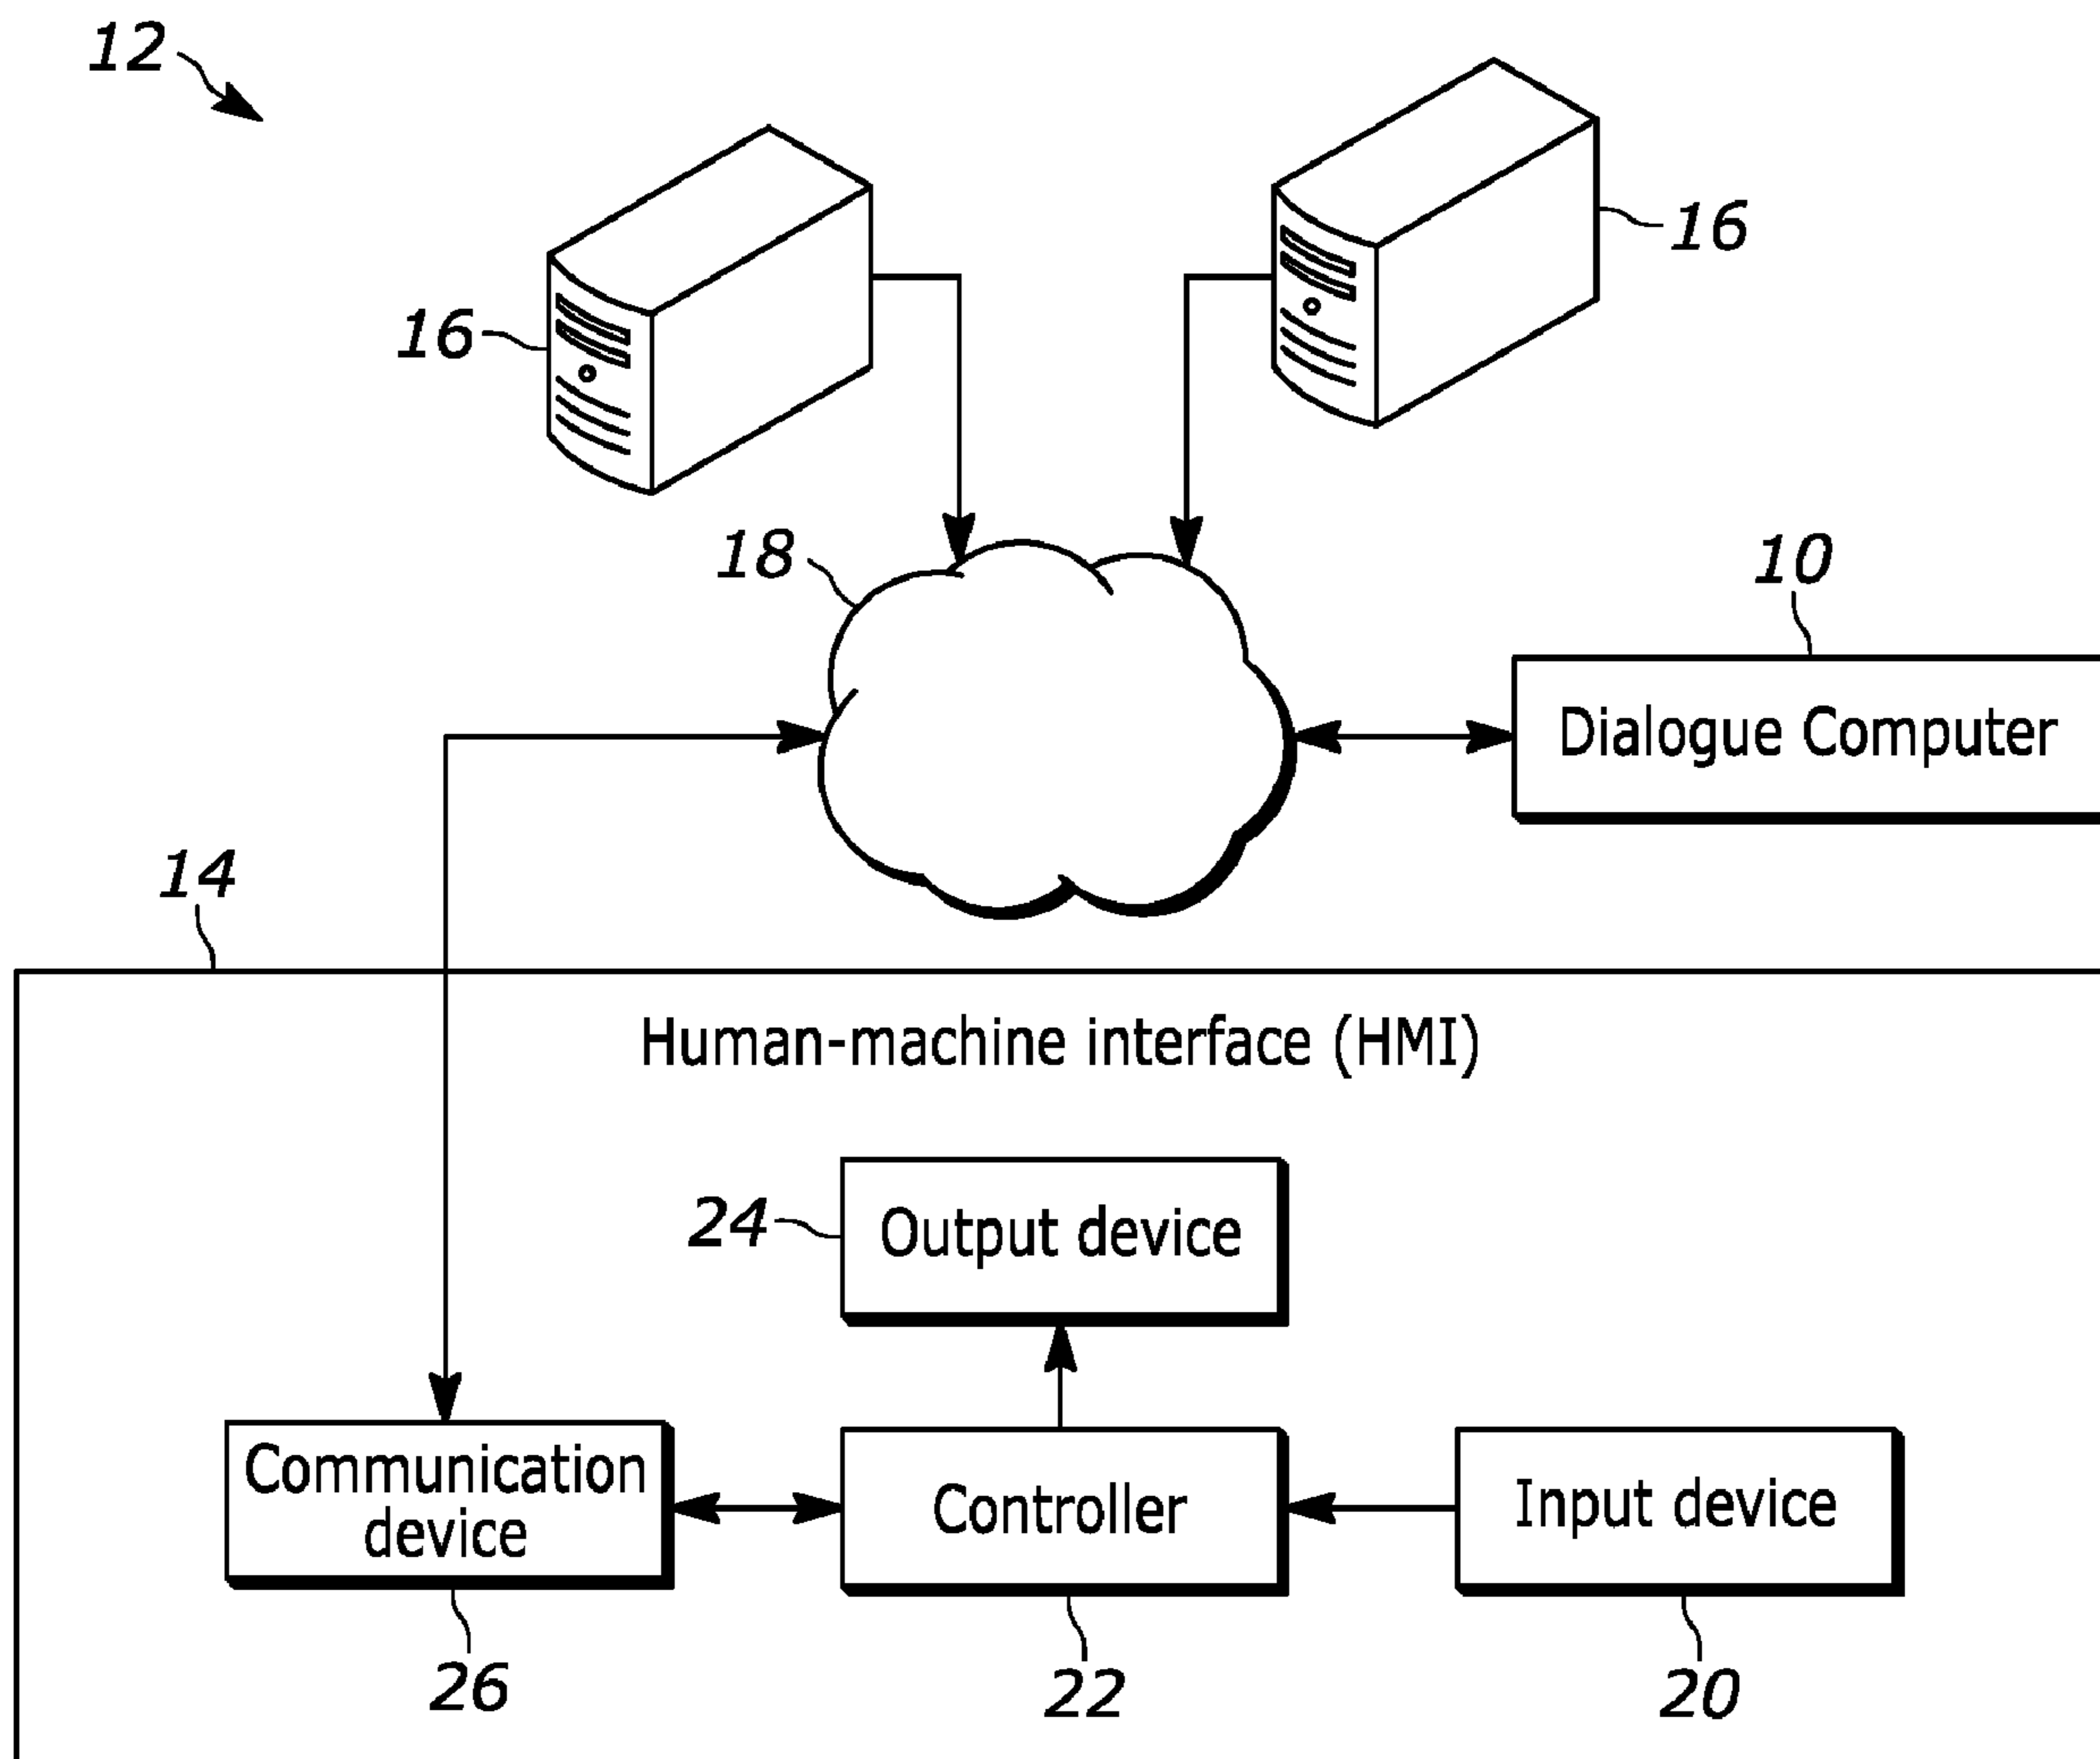 12
16
16
18
10
Dialogue Computer
14
Human-machine interface (HMI)
24
Output device
Communication
device
Controller
Input device
26
22
20